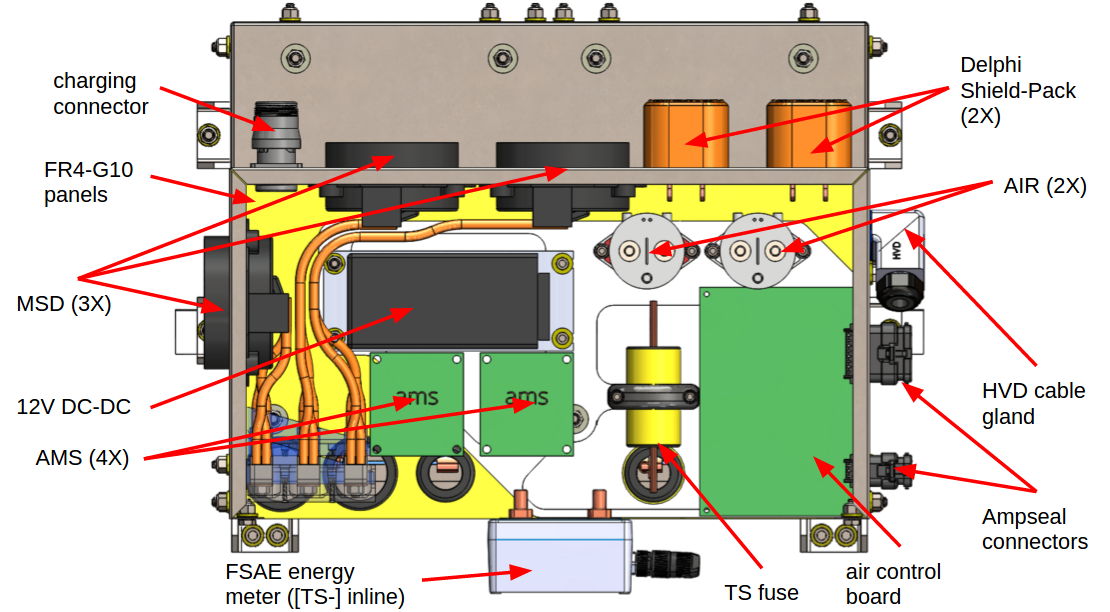 charging
connector
Delphi
Shield-Pack
(2X)
FR4-G10
panels
AIR (2X)
HVD
MSD (3X)
12V DC-DC
ams
ams
HVD cable
gland
AMS (4X)
Ampseal
connectors
FSAE energy
meter ([TS-] inline)
TS fuse
air control
board